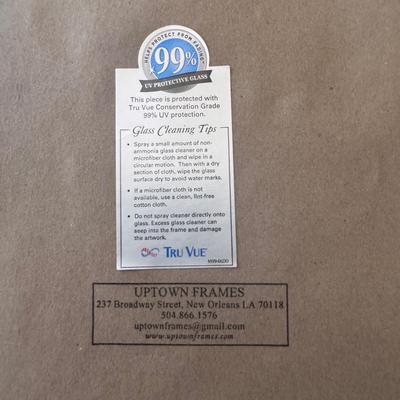 HELPS PROTECT FROM FADING*
99%
UV PROTECTIVE GLASS
This piece is protected with
Tru Vue Conservation Grade
99% UV protection.
Glass Cleaning Tips
• Spray a small amount of non-
ammonia glass cleaner on a
microfiber cloth and wipe in a
circular motion. Then with a dry
section of cloth, wipe the glass
surface dry to avoid water marks.
• If a microfiber cloth is not
available, use a clean, lint-free
cotton cloth.
• Do not spray cleaner directly onto
glass. Excess glass cleaner can
seep into the frame and damage
the artwork.
TRU VUE
UPTOWN FRAMES
237 Broadway Street, New Orleans LA 70118
504.866.1576
uptownframes@gmail.com
www.uptownframes.com